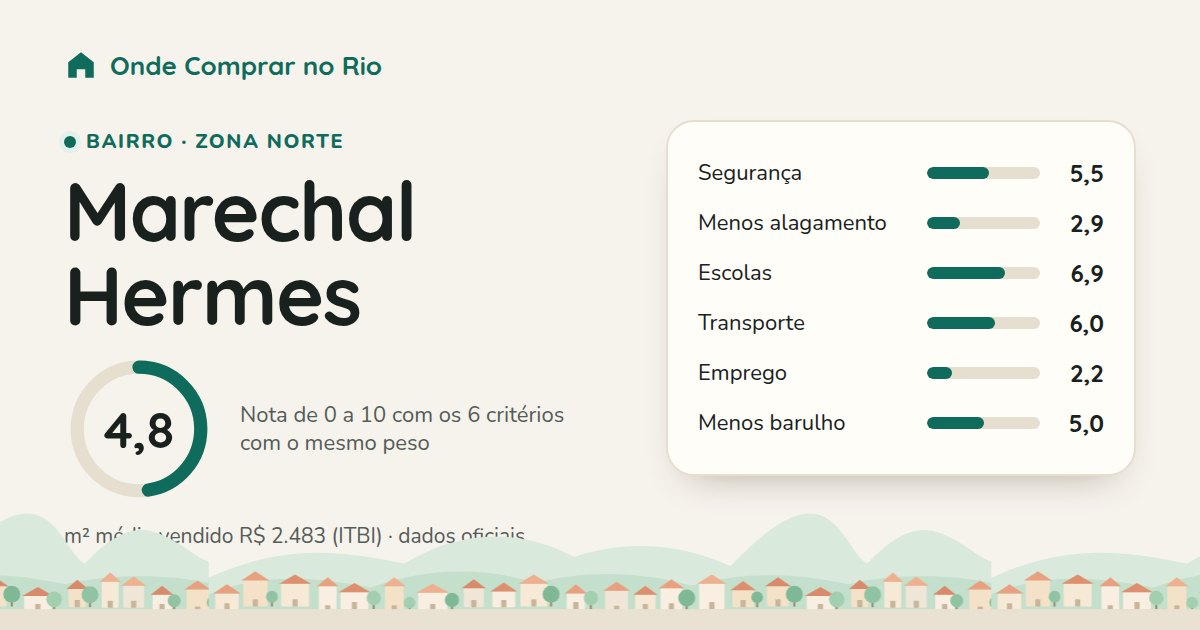 Onde Comprar no Rio
BAIRRO · ZONA NORTE
Marechal
Hermes
4,8
Nota de 0 a 10 com os 6 critérios
com o mesmo peso
m² médio vendido R$ 2.483 (ITBI) · dados oficiais
Segurança 5,5
Menos alagamento 2,9
Escolas 6,9
Transporte 6,0
Emprego 2,2
Menos barulho 5,0